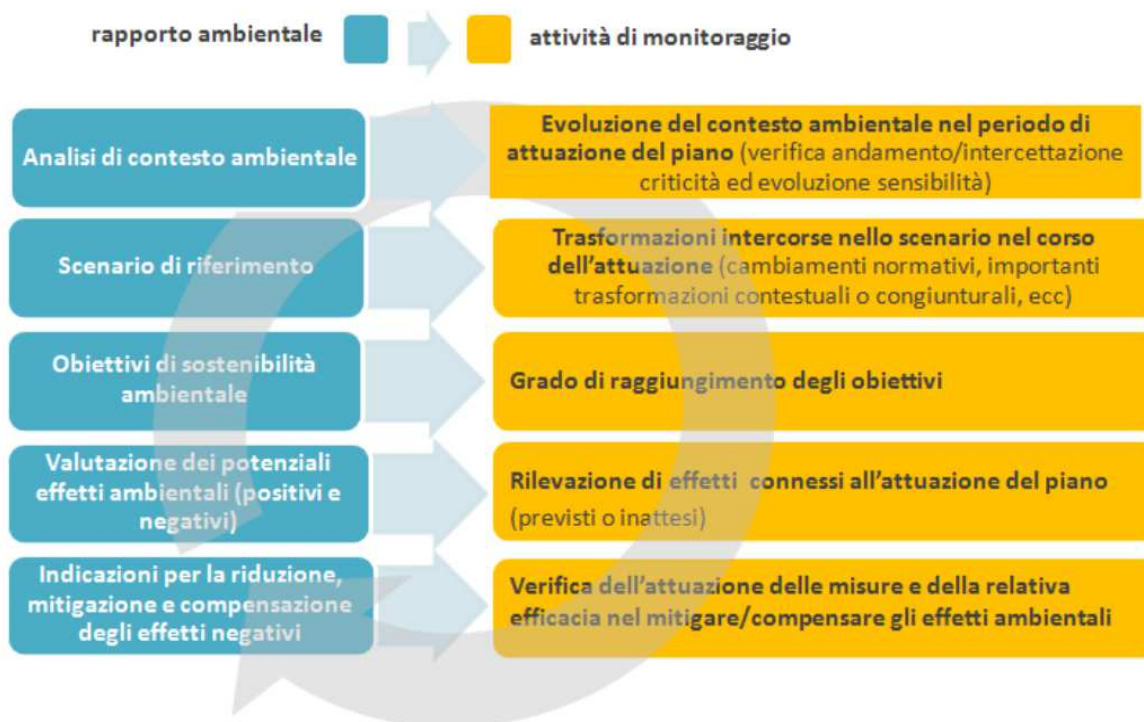 rapporto ambientale
attività di monitoraggio
Analisi di contesto ambientale
Evoluzione del contesto ambientale nel periodo di
attuazione del piano (verifica andamento/intercettazione
criticità ed evoluzione sensibilità)
Scenario di riferimento
Trasformazioni intercorse nello scenario nel corso
dell'attuazione (cambiamenti normativi, importanti
trasformazioni contestuali o congiunturali, ecc)
Obiettivi di sostenibilità
ambientale
Grado di raggiungimento degli obiettivi
Valutazione dei potenziali
effetti ambientali (positivi e
negativi)
Rilevazione di effetti connessi all'attuazione del piano
(previsti o inattesi)
Indicazioni per la riduzione,
mitigazione e compensazione
degli effetti negativi
Verifica dell'attuazione delle misure e della relativa
efficacia nel mitigare/compensare gli effetti ambientali